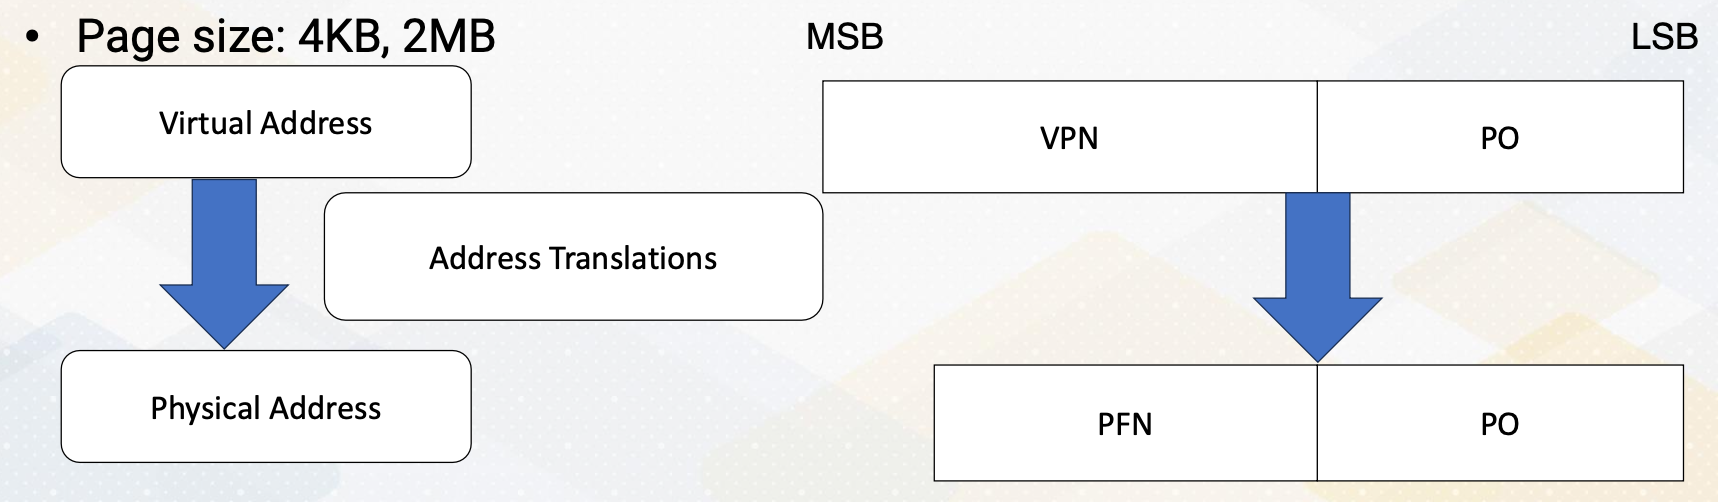 • Page size: 4KB, 2MB
MSB
LSB
Virtual Address
VPN
PO
Address Translations
Physical Address
PFN
PO